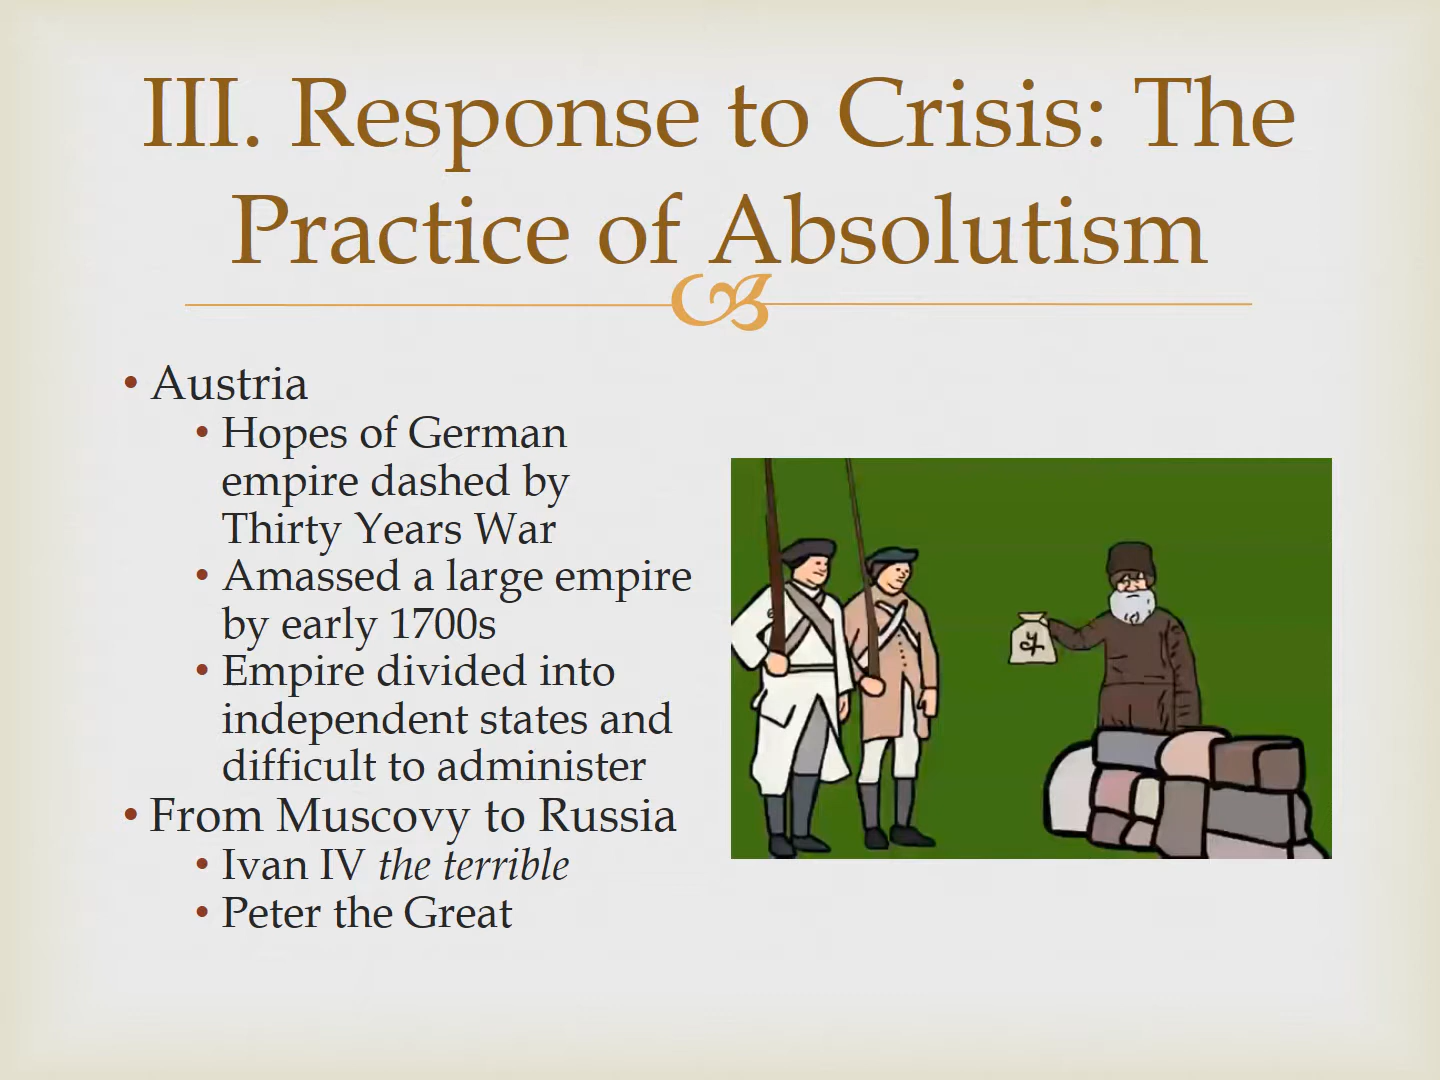 III. Response to Crisis: The
Practice of Absolutism
• Austria
• Hopes of German
empire dashed by
Thirty Years War
• Amassed a large empire
by early 1700s
• Empire divided into
independent states and
difficult to administer
• From Muscovy to Russia
• Ivan IV the terrible
• Peter the Great